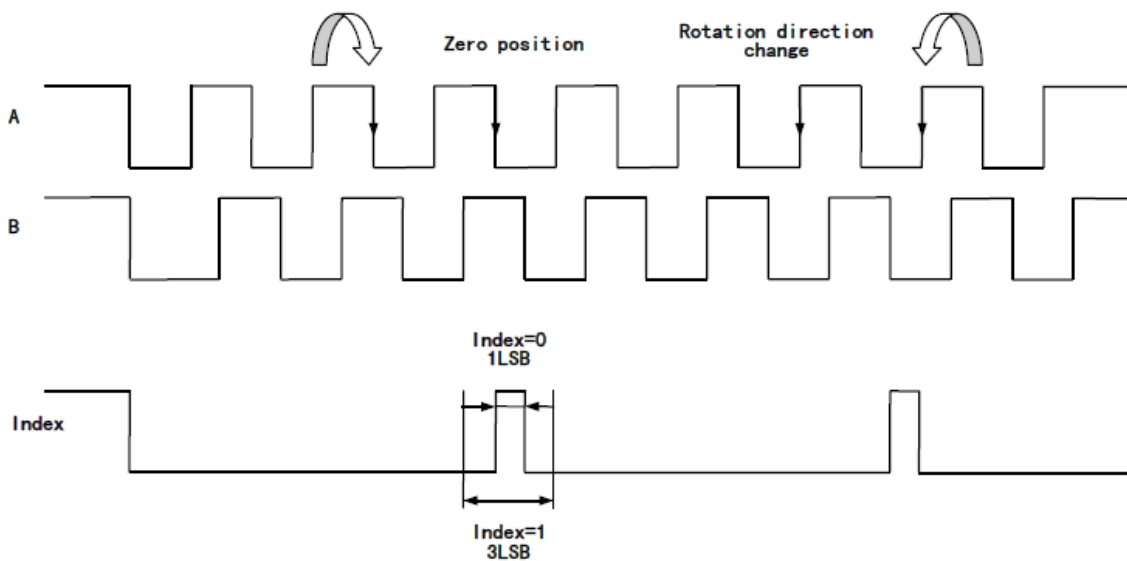 Zero position
Rotation direction
change
A
B
Index=0
1LSB
Index
Index=1
3LSB